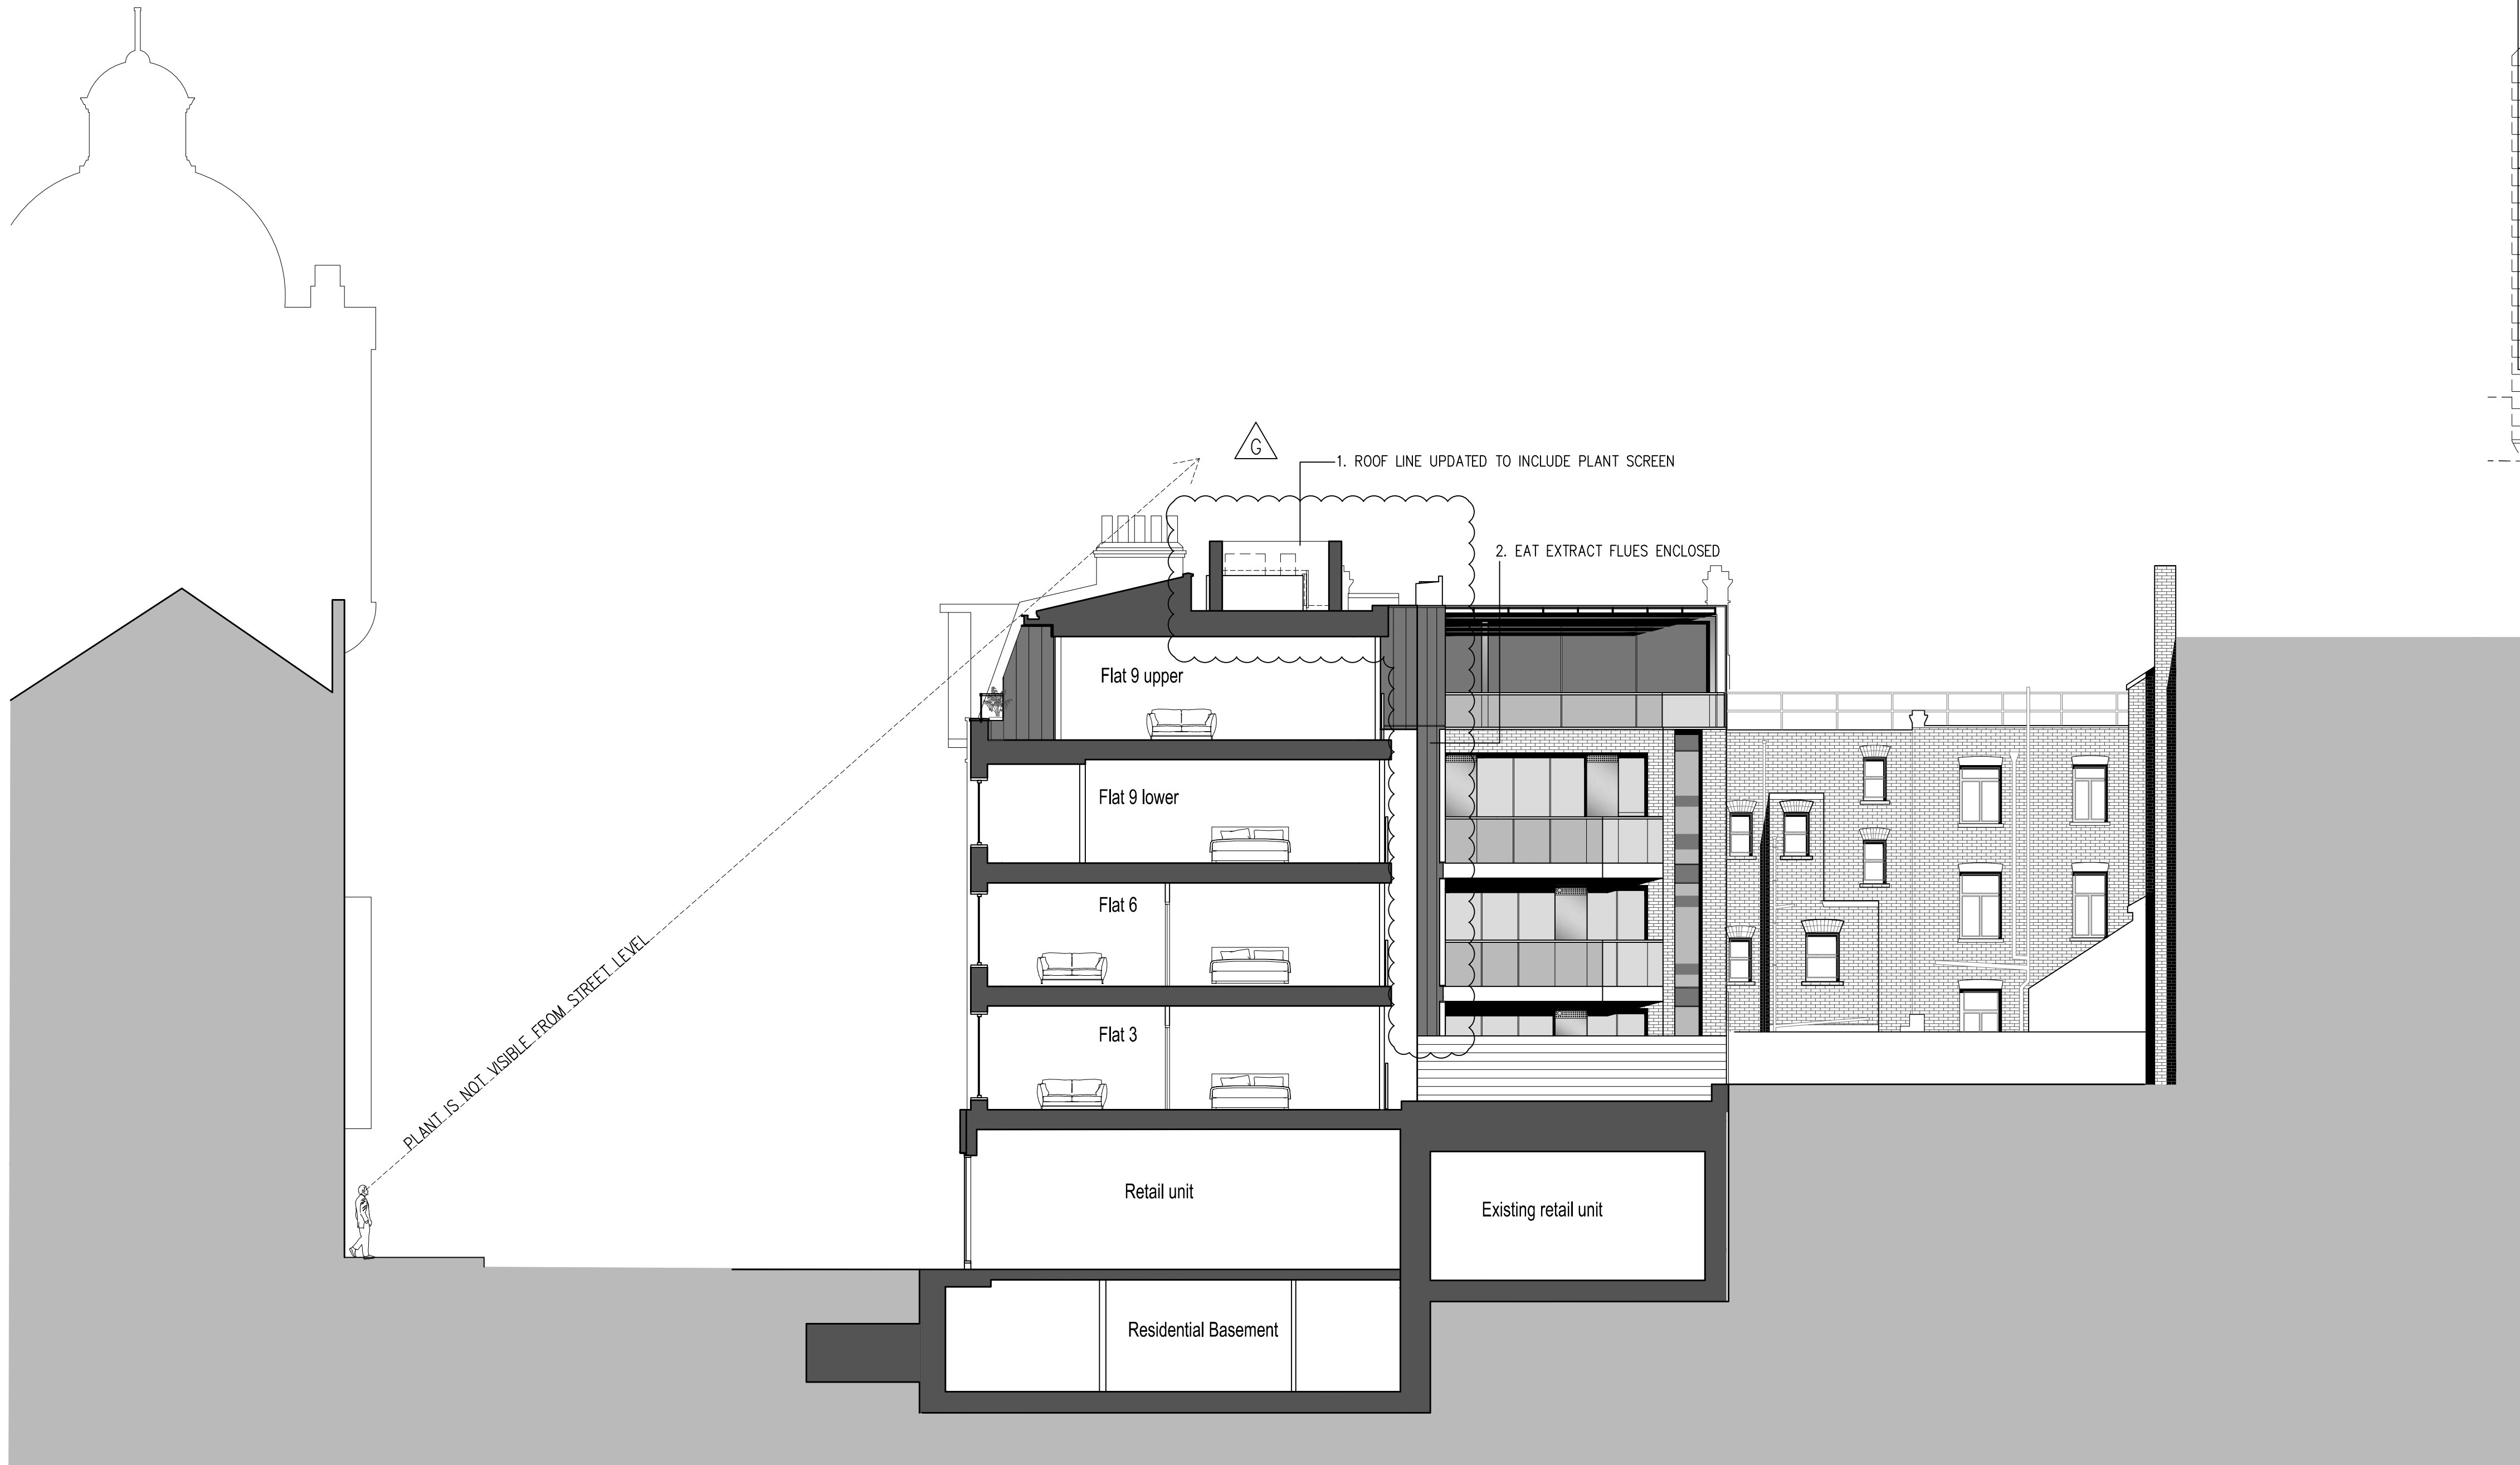 G
1. ROOF LINE UPDATED TO INCLUDE PLANT SCREEN
2. EAT EXTRACT FLUES ENCLOSED
Flat 9 upper
Flat 9 lower
Flat 6
PLANT IS NOT VISIBLE FROM STREET LEVEL
Flat 3
Retail unit
Existing retail unit
Residential Basement